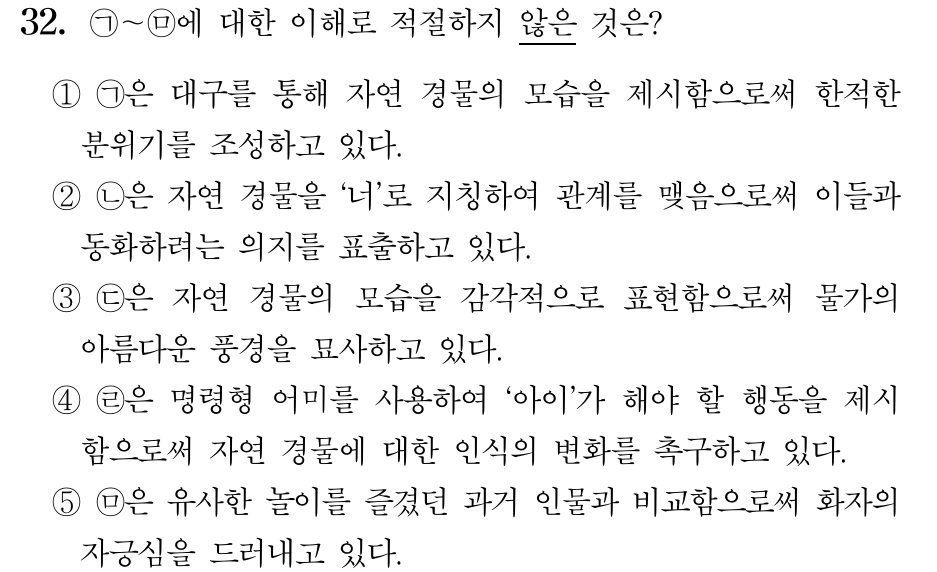 32. ㉠~㉤에 대한 이해로 적절하지 않은 것은?
① ㉠은 대구를 통해 자연 경물의 모습을 제시함으로써 한적한
분위기를 조성하고 있다.
② ㉡은 자연 경물을 ‘너’로 지칭하여 관계를 맺음으로써 이들과
동화하려는 의지를 표출하고 있다.
③ ㉢은 자연 경물의 모습을 감각적으로 표현함으로써 물가의
아름다운 풍경을 묘사하고 있다.
④ ㉣은 명령형 어미를 사용하여 ‘아이’가 해야 할 행동을 제시
함으로써 자연 경물에 대한 인식의 변화를 촉구하고 있다.
⑤ ㉤은 유사한 놀이를 즐겼던 과거 인물과 비교함으로써 화자의
자긍심을 드러내고 있다.